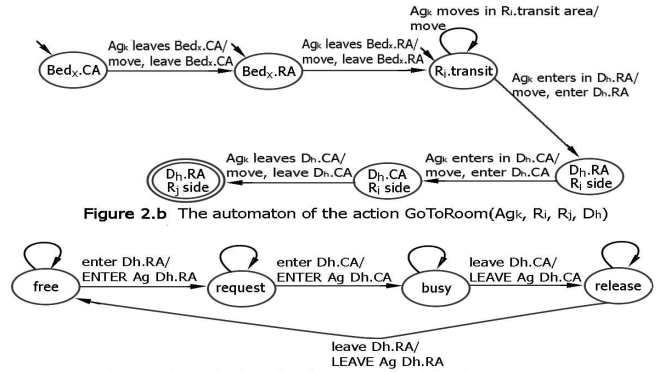 Agk moves in Ri.transit area/
move
Agk leaves Bedx.CA/
move, leave Bedx.CA
Agk leaves Bedx.RA/
move, leave Bedx.RA
Bedx.CA
Bedx.RA
Ri.transit
Agk enters in Dh.RA/
move, enter Dh.RA
Agk leaves Dh.CA/
move, leave Dh.CA
Agk enters in Dh.CA/
move, enter Dh.CA
Dh.RA
Rj side
Dh.CA
Ri side
Dh.RA
Ri side
Figure 2.b The automaton of the action GoToRoom(Agk, Ri, Rj, Dh)
enter Dh.RA/
ENTER Ag Dh.RA
enter Dh.CA/
ENTER Ag Dh.CA
leave Dh.CA/
LEAVE Ag Dh.CA
free
request
busy
release
leave Dh.RA/
LEAVE Ag Dh.RA